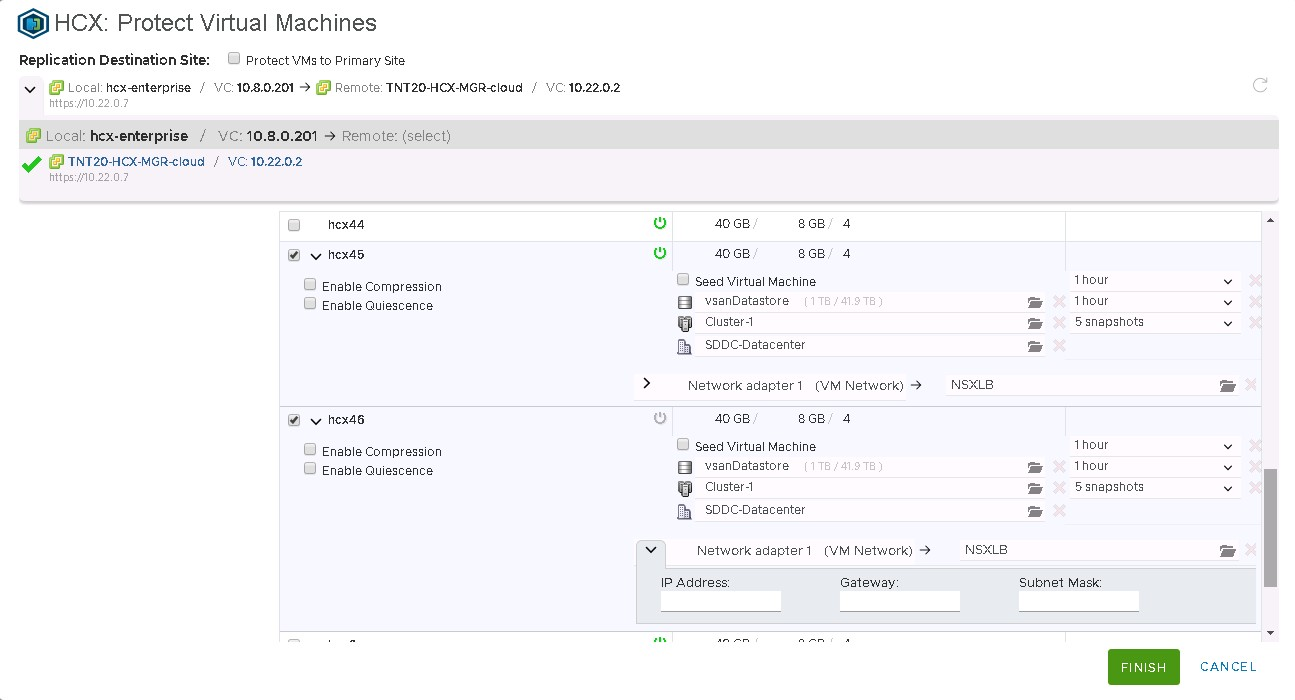 HCX: Protect Virtual Machines
Replication Destination Site: Protect VMs to Primary Site
Local: hcx-enterprise / VC: 10.8.0.201 → Remote: TNT20-HCX-MGR-cloud / VC: 10.22.0.2
https://10.22.0.7
Local: hcx-enterprise / VC: 10.8.0.201 → Remote: (select)
TNT20-HCX-MGR-cloud / VC: 10.22.0.2
https://10.22.0.7
hcx44 40 GB / 8 GB / 4
hcx45 40 GB / 8 GB / 4
Enable Compression Seed Virtual Machine 1 hour
Enable Quiescence vsanDatastore ( 1 TB / 41.9 TB ) 1 hour
Cluster-1 5 snapshots
SDDC-Datacenter
Network adapter 1 (VM Network) → NSXLB
hcx46 40 GB / 8 GB / 4
Enable Compression Seed Virtual Machine 1 hour
Enable Quiescence vsanDatastore ( 1 TB / 41.9 TB ) 1 hour
Cluster-1 5 snapshots
SDDC-Datacenter
Network adapter 1 (VM Network) → NSXLB
IP Address: Gateway: Subnet Mask:
40 GB / 8 GB / 4
FINISH CANCEL